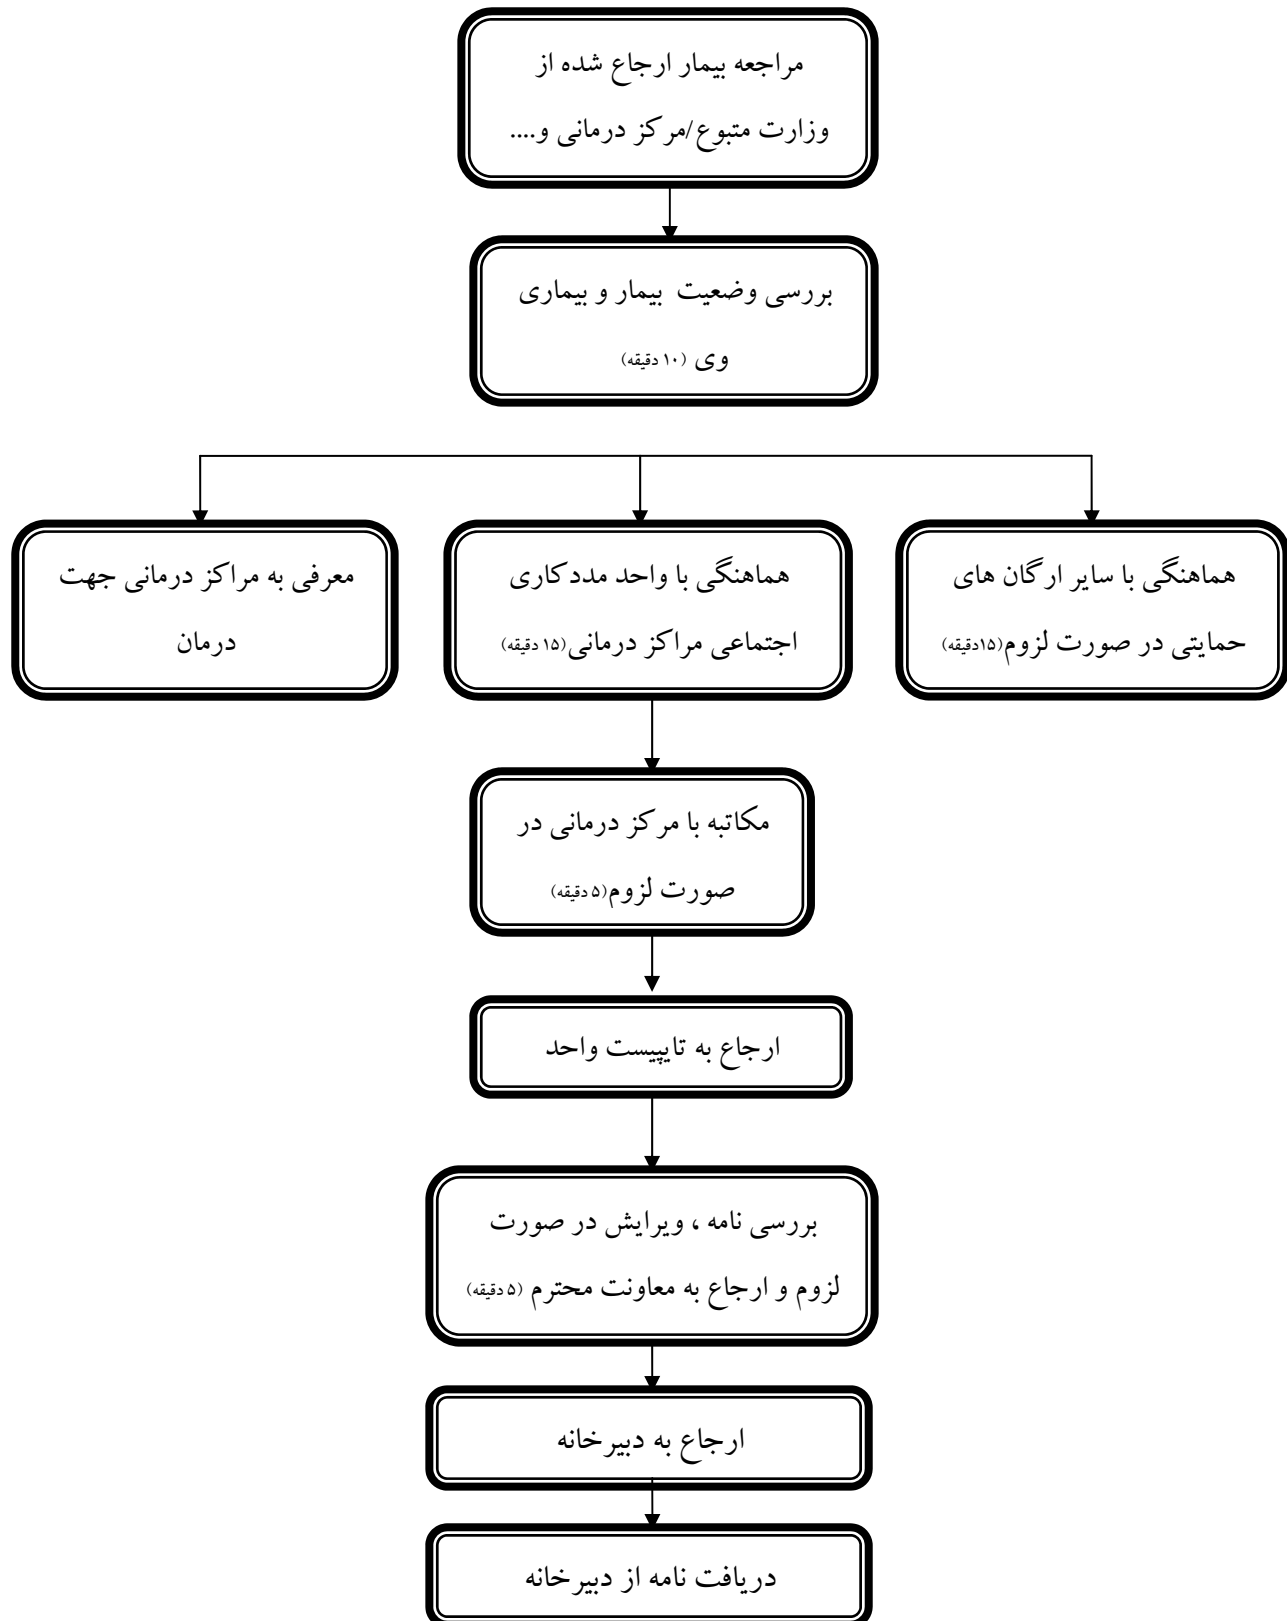 مراجعه بیمار ارجاع شده از
وزارت متبوع/مرکز درمانی و....
بررسی وضعیت بیمار و بیماری
وی (۱۰ دقیقه)
هماهنگی با سایر ارگان های
حمایتی در صورت لزوم(۱۵دقیقه)
هماهنگی با واحد مددکاری
اجتماعی مراکز درمانی(۱۵ دقیقه)
معرفی به مراکز درمانی جهت
درمان
مکاتبه با مرکز درمانی در
صورت لزوم(۵ دقیقه)
ارجاع به تایپیست واحد
بررسی نامه ، ویرایش در صورت
لزوم و ارجاع به معاونت محترم (۵ دقیقه)
ارجاع به دبیرخانه
دریافت نامه از دبیرخانه